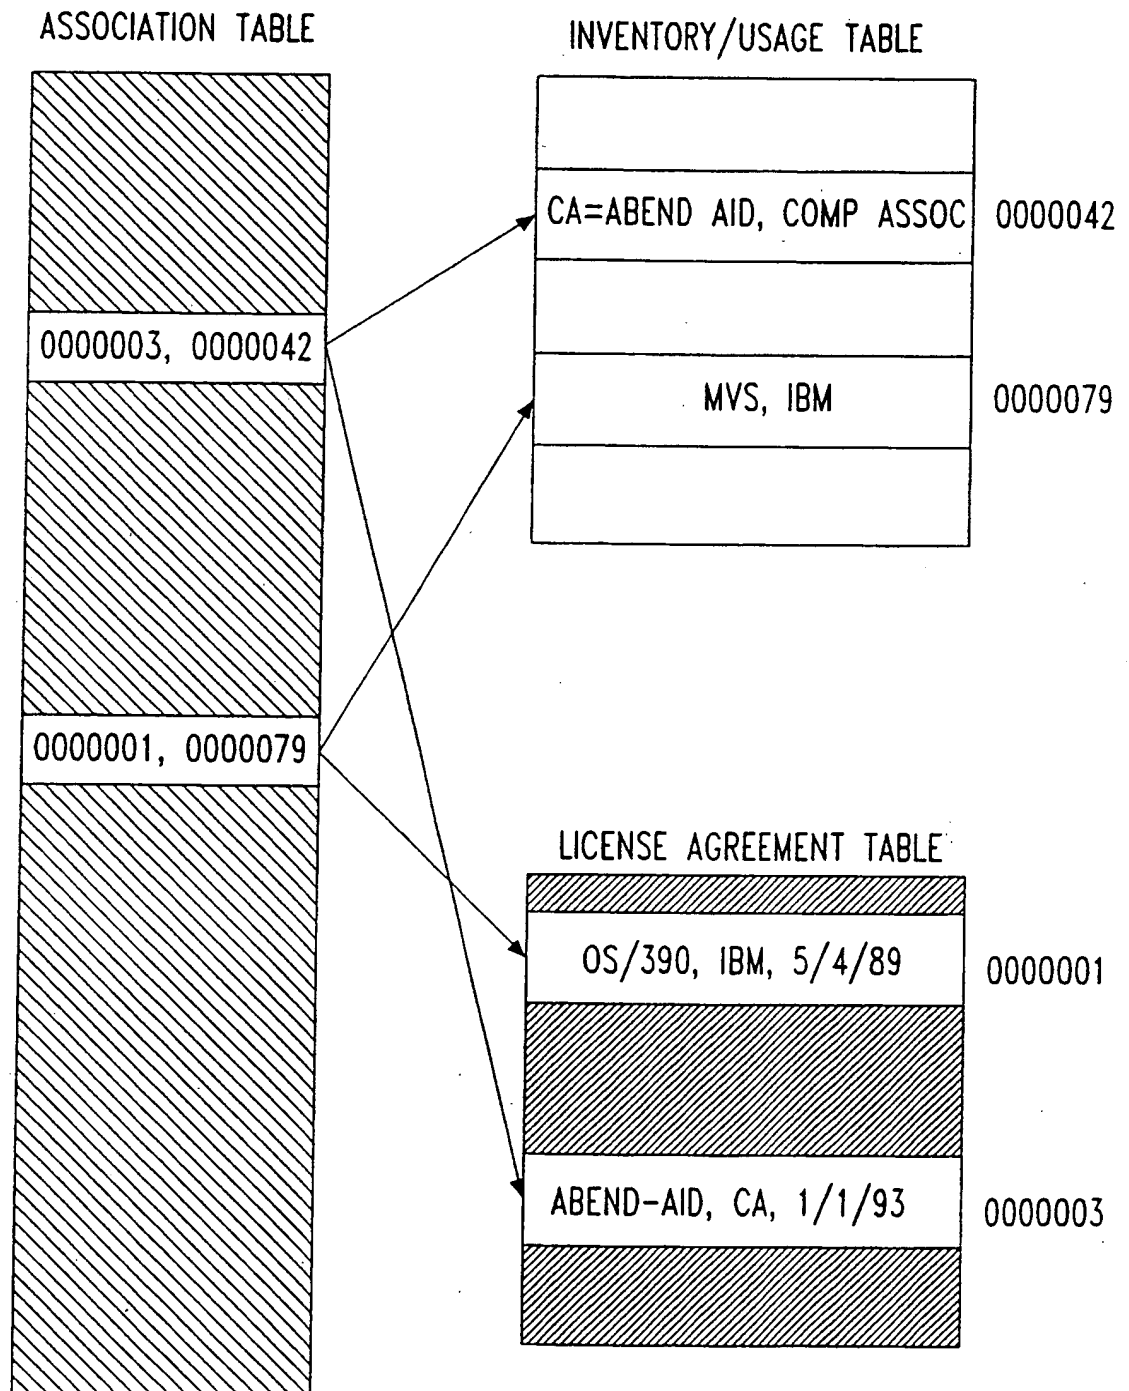 ASSOCIATION TABLE
0000003, 0000042
0000001, 0000079
INVENTORY/USAGE TABLE
CA=ABEND AID, COMP ASSOC 0000042
MVS, IBM 0000079
LICENSE AGREEMENT TABLE
OS/390, IBM, 5/4/89 0000001
ABEND-AID, CA, 1/1/93 0000003